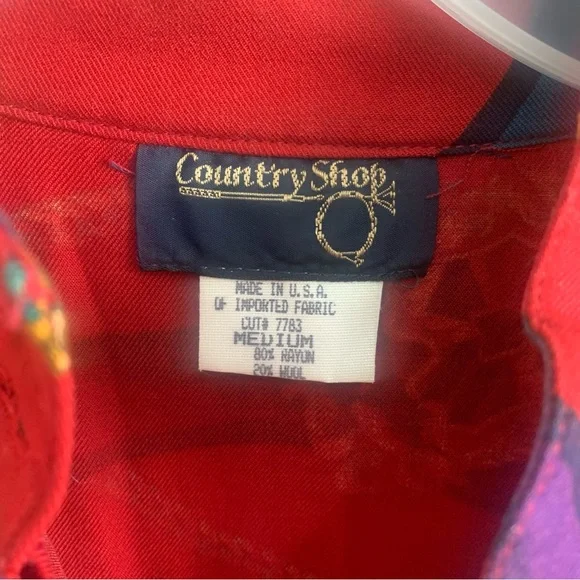 Country Shop
MADE IN U.S.A.
OF IMPORTED FABRIC
CUT# 7783
MEDIUM
80% RAYON
20% WOOL